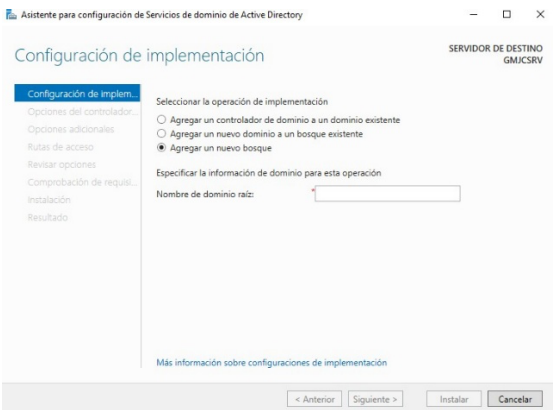 Asistente para configuración de Servicios de dominio de Active Directory
Configuración de implementación
SERVIDOR DE DESTINO
GMJCSRV
Configuración de implem...
Opciones del controlador...
Opciones adicionales
Rutas de acceso
Revisar opciones
Comprobación de requisi...
Instalación
Resultado
Seleccionar la operación de implementación
Agregar un controlador de dominio a un dominio existente
Agregar un nuevo dominio a un bosque existente
Agregar un nuevo bosque
Especificar la información de dominio para esta operación
Nombre de dominio raíz: *
Más información sobre configuraciones de implementación
< Anterior
Siguiente >
Instalar
Cancelar